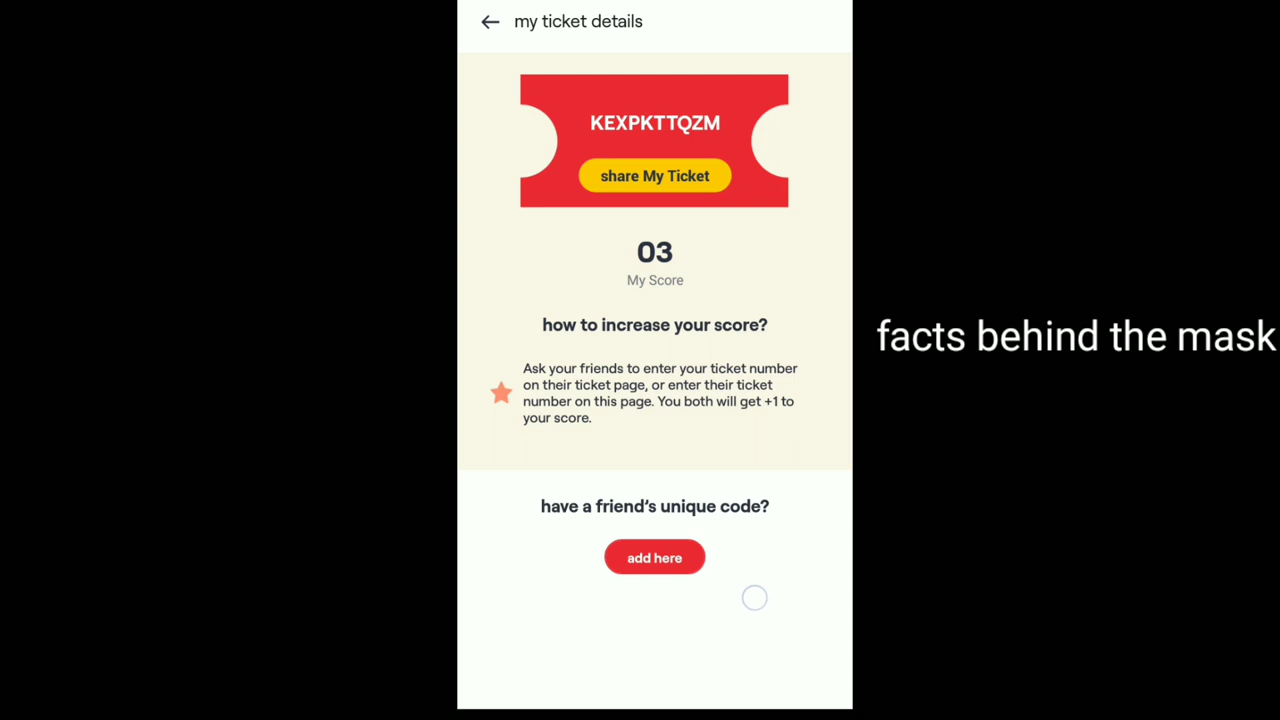 my ticket details
KEXPKTTQZM
share My Ticket
03
My Score
how to increase your score?
Ask your friends to enter your ticket number
on their ticket page, or enter their ticket
number on this page. You both will get +1 to
your score.
facts behind the mask
have a friend’s unique code?
add here